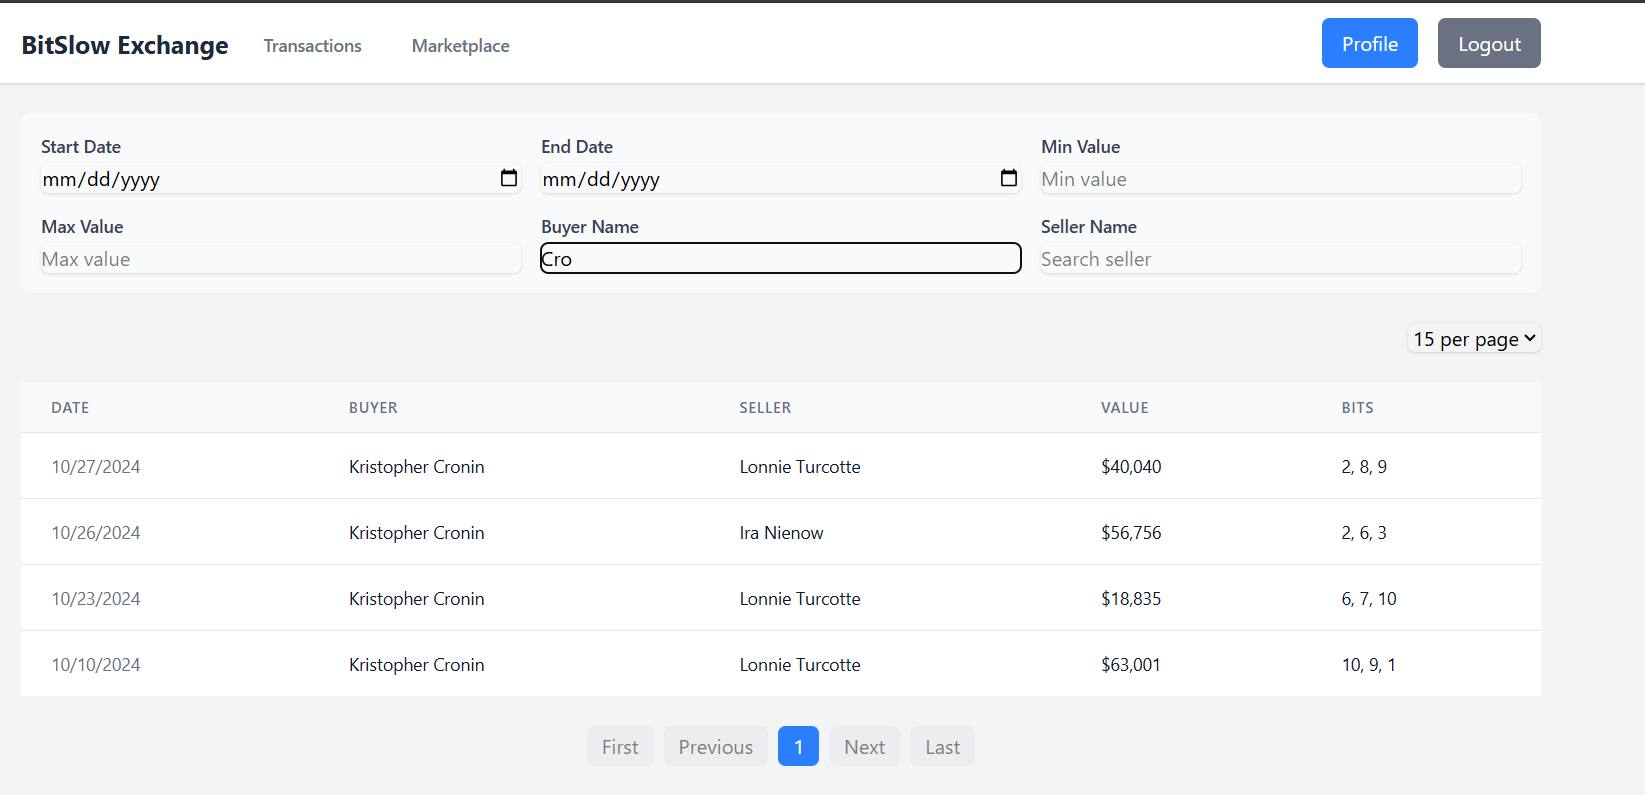 BitSlow Exchange Transactions Marketplace Profile Logout
Start Date End Date Min Value
mm/dd/yyyy mm/dd/yyyy Min value
Max Value Buyer Name Seller Name
Max value Cro Search seller
15 per page
DATE BUYER SELLER VALUE BITS
10/27/2024 Kristopher Cronin Lonnie Turcotte $40,040 2, 8, 9
10/26/2024 Kristopher Cronin Ira Nienow $56,756 2, 6, 3
10/23/2024 Kristopher Cronin Lonnie Turcotte $18,835 6, 7, 10
10/10/2024 Kristopher Cronin Lonnie Turcotte $63,001 10, 9, 1
First Previous 1 Next Last